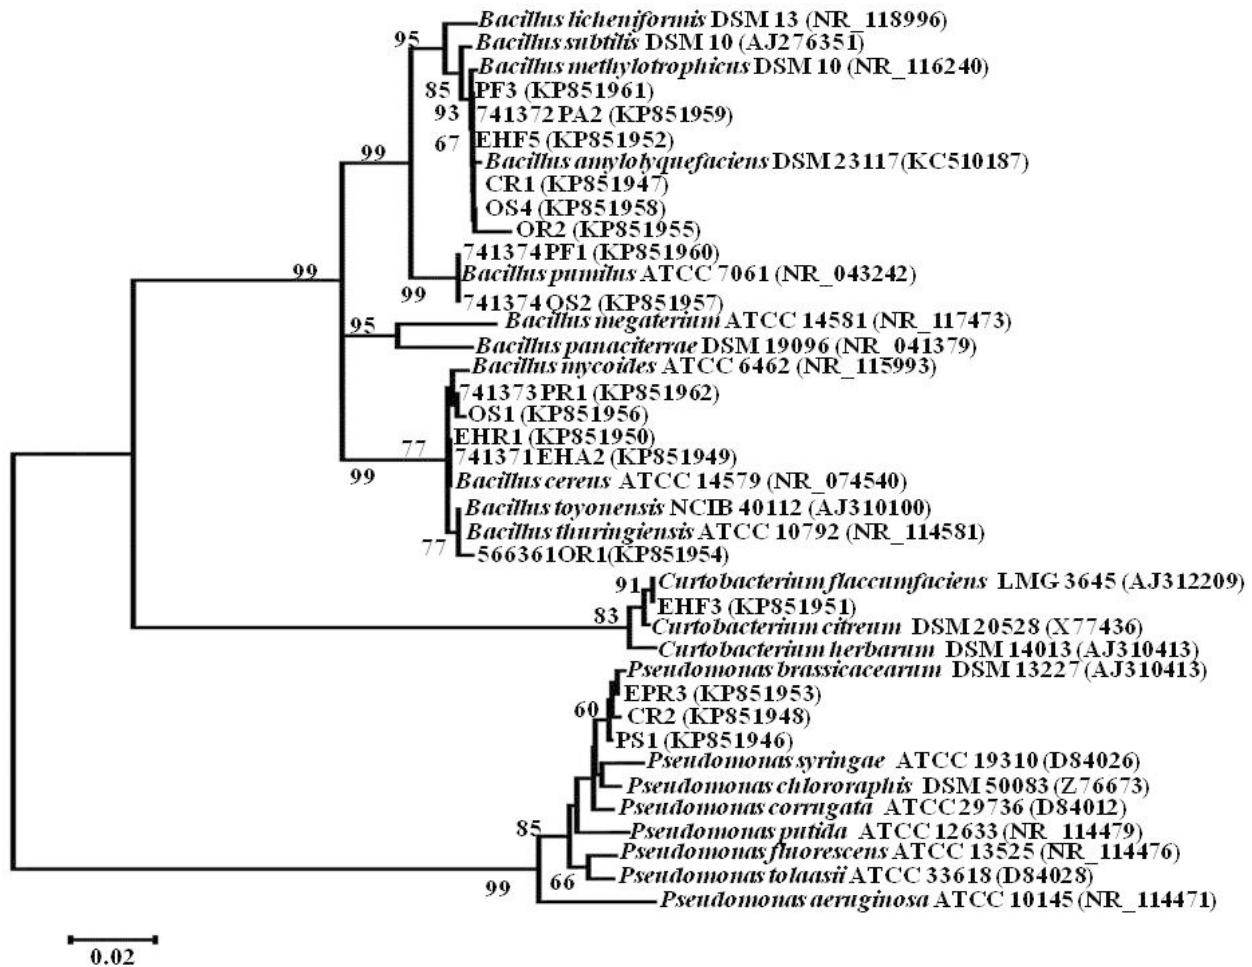 Bacillus licheniformis DSM 13 (NR_118996)
95
Bacillus subtilis DSM 10 (AJ276351)
Bacillus methylotrophicus DSM 10 (NR_116240)
85
PF3 (KP851961)
93
741372 PA2 (KP851959)
67
EHF5 (KP851952)
99
Bacillus amylolyquefaciens DSM 23117(KC510187)
CR1 (KP851947)
OS4 (KP851958)
OR2 (KP851955)
741374 PF1 (KP851960)
99
Bacillus pumilus ATCC 7061 (NR_043242)
99
741374 OS2 (KP851957)
95
Bacillus megaterium ATCC 14581 (NR_117473)
Bacillus panaciterrae DSM 19096 (NR_041379)
Bacillus mycoides ATCC 6462 (NR_115993)
741373 PR1 (KP851962)
OS1 (KP851956)
EHR1 (KP851950)
77
741371 EHA2 (KP851949)
99
Bacillus cereus ATCC 14579 (NR_074540)
Bacillus toyonensis NCIB 40112 (AJ310100)
Bacillus thuringiensis ATCC 10792 (NR_114581)
77
566361OR1(KP851954)
91
Curtobacterium flaccumfaciens LMG 3645 (AJ312209)
EHF3 (KP851951)
83
Curtobacterium citreum DSM 20528 (X77436)
Curtobacterium herbarum DSM 14013 (AJ310413)
Pseudomonas brassicacearum DSM 13227 (AJ310413)
EPR3 (KP851953)
60
CR2 (KP851948)
PS1 (KP851946)
Pseudomonas syringae ATCC 19310 (D84026)
Pseudomonas chlororaphis DSM 50083 (Z76673)
Pseudomonas corrugata ATCC29736 (D84012)
85
Pseudomonas putida ATCC 12633 (NR_114479)
Pseudomonas fluorescens ATCC 13525 (NR_114476)
66
Pseudomonas tolaasii ATCC 33618 (D84028)
99
Pseudomonas aeruginosa ATCC 10145 (NR_114471)
0.02